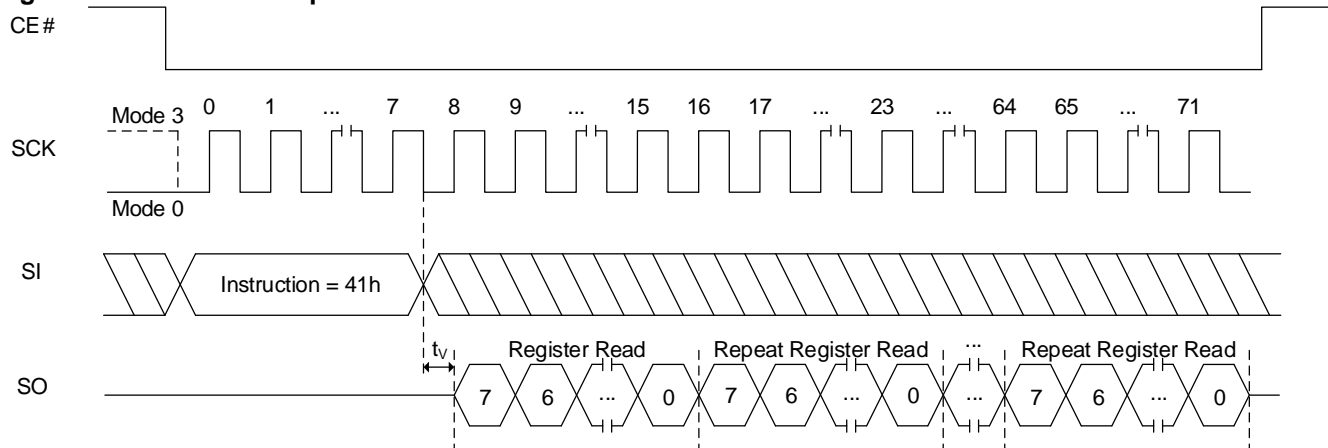 CE#
Mode 3 0 1 ... 7 8 9 ... 15 16 17 ... 23 ... 64 65 ... 71
SCK
Mode 0
SI
Instruction = 41h
tV Register Read Repeat Register Read ... Repeat Register Read
SO
7 6 ... 0 7 6 ... 0 ... 7 6 ... 0